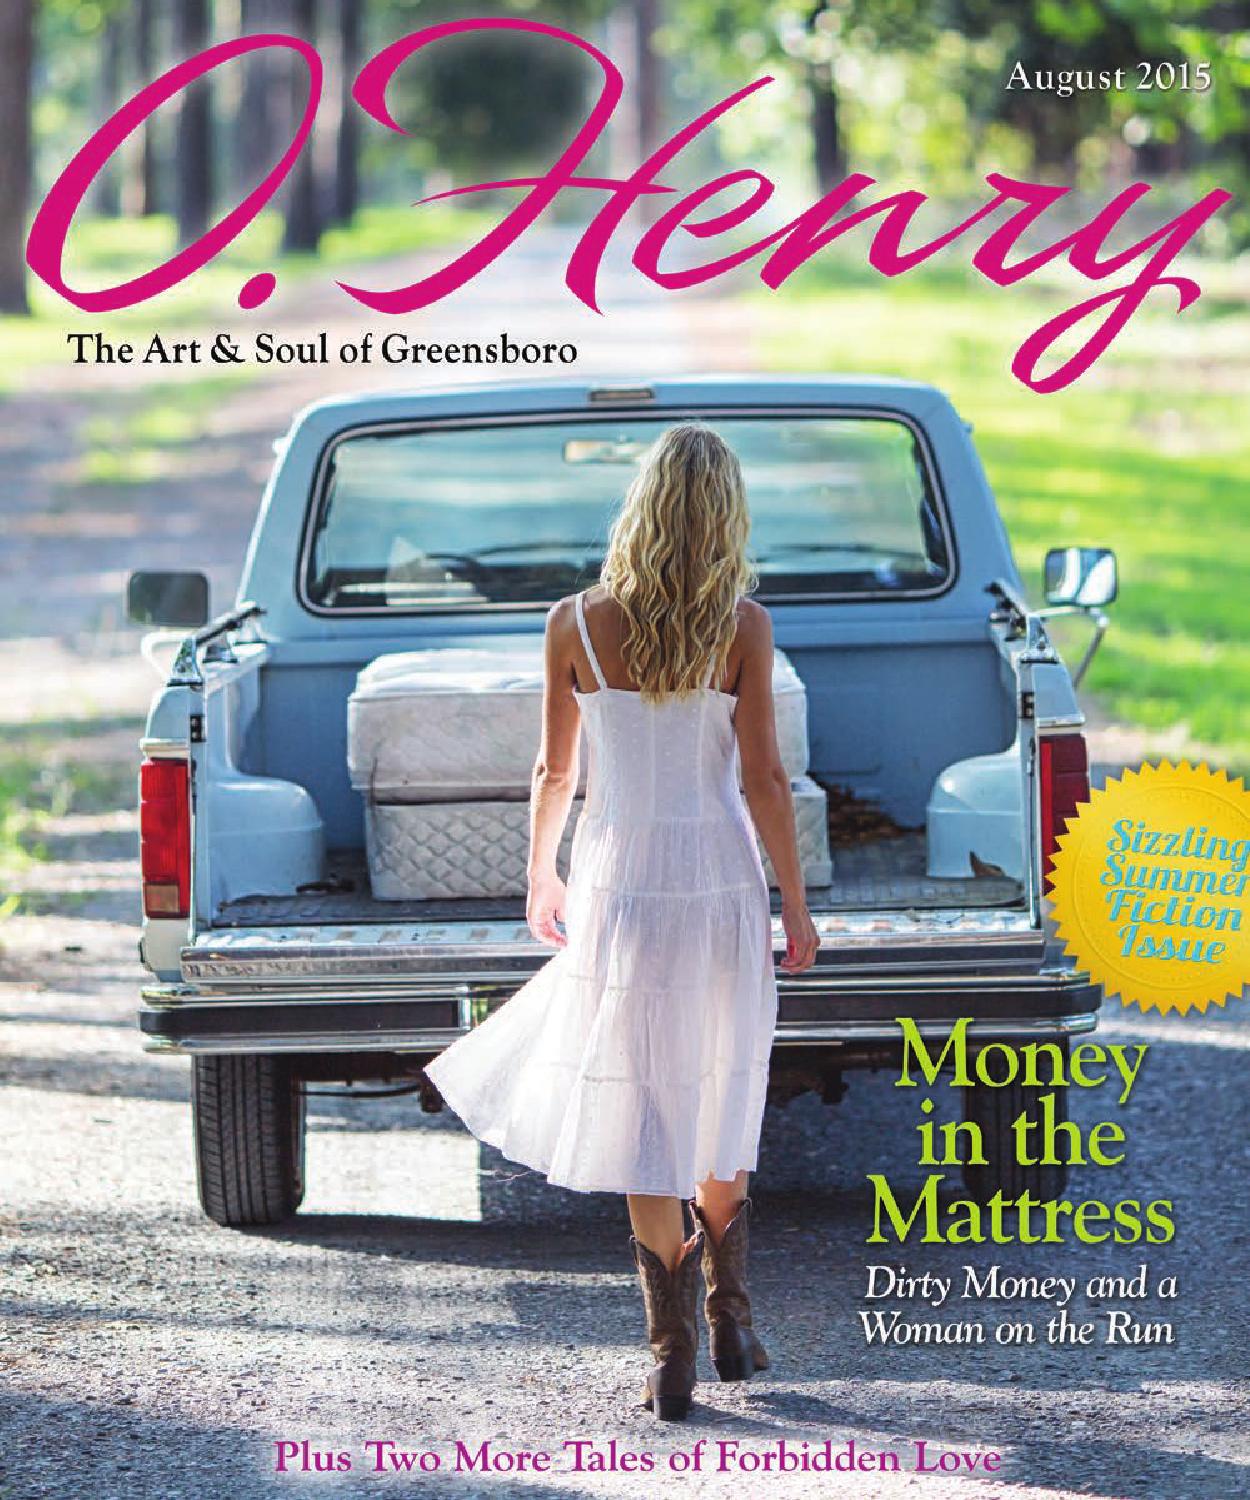 August 2015
O. Henry
The Art & Soul of Greensboro
Sizzling
Summer
Fiction
Issue
Money
in the
Mattress
Dirty Money and a
Woman on the Run
Plus Two More Tales of Forbidden Love